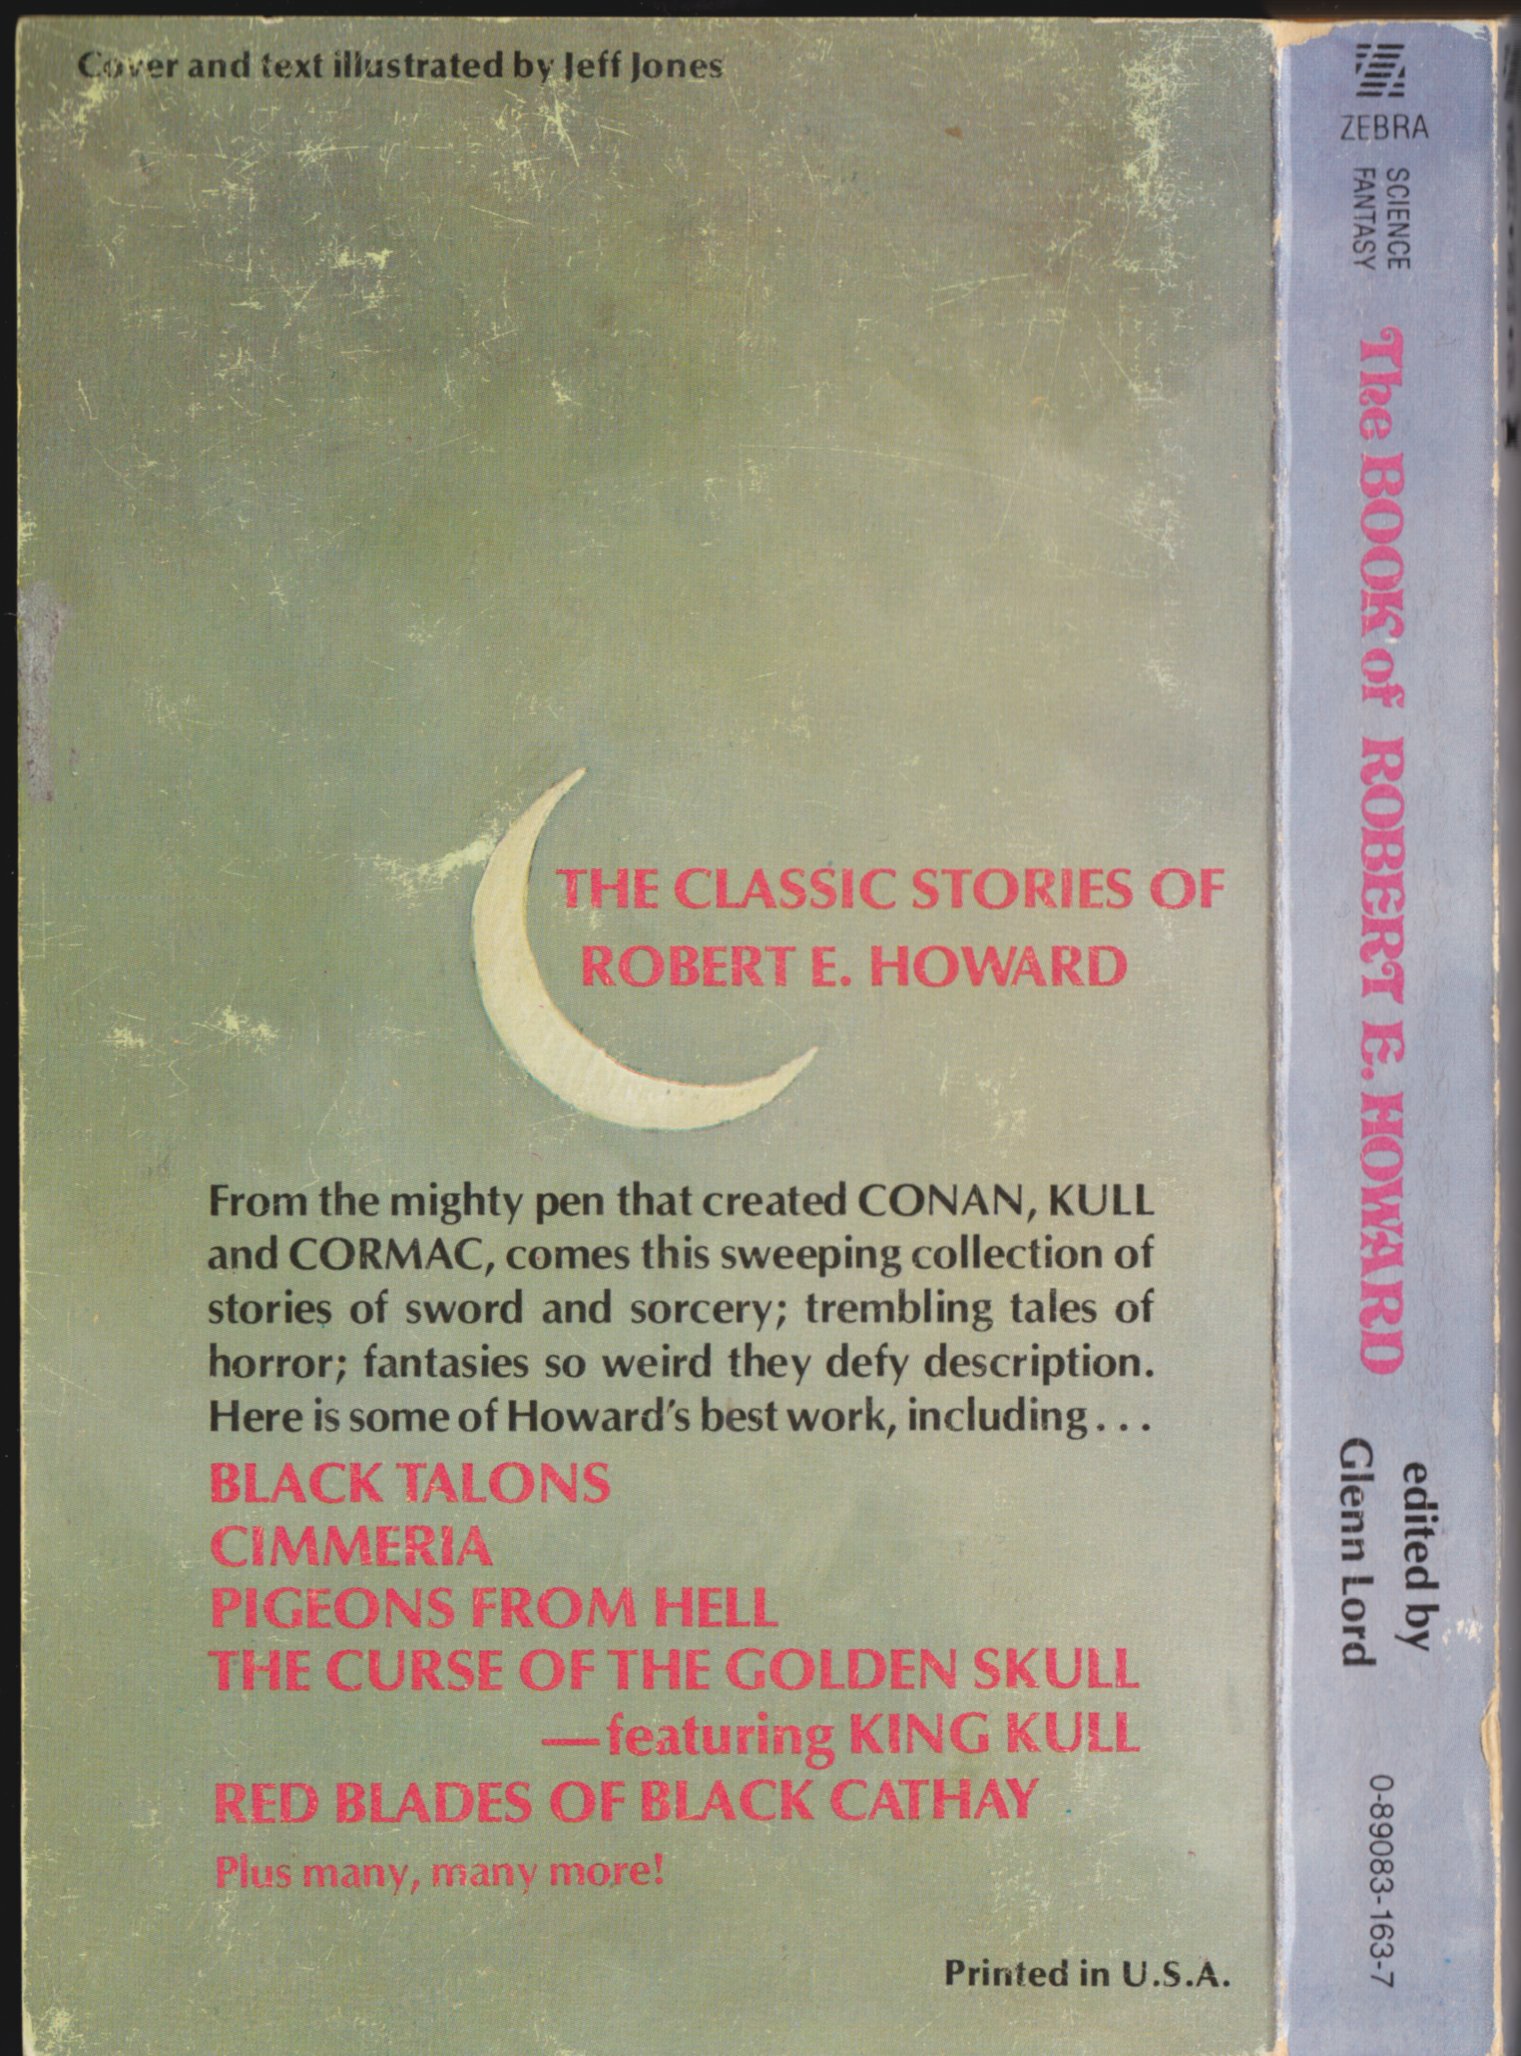 Cover and text illustrated by Jeff Jones
THE CLASSIC STORIES OF
ROBERT E. HOWARD
From the mighty pen that created CONAN, KULL
and CORMAC, comes this sweeping collection of
stories of sword and sorcery; trembling tales of
horror; fantasies so weird they defy description.
Here is some of Howard's best work, including . . .
BLACK TALONS
CIMMERIA
PIGEONS FROM HELL
THE CURSE OF THE GOLDEN SKULL
—featuring KING KULL
RED BLADES OF BLACK CATHAY
Plus many, many more!
Printed in U.S.A.
ZEBRA
SCIENCE
FANTASY
The BOOK of ROBERT E. HOWARD
edited by
Glenn Lord
0-89083-163-7